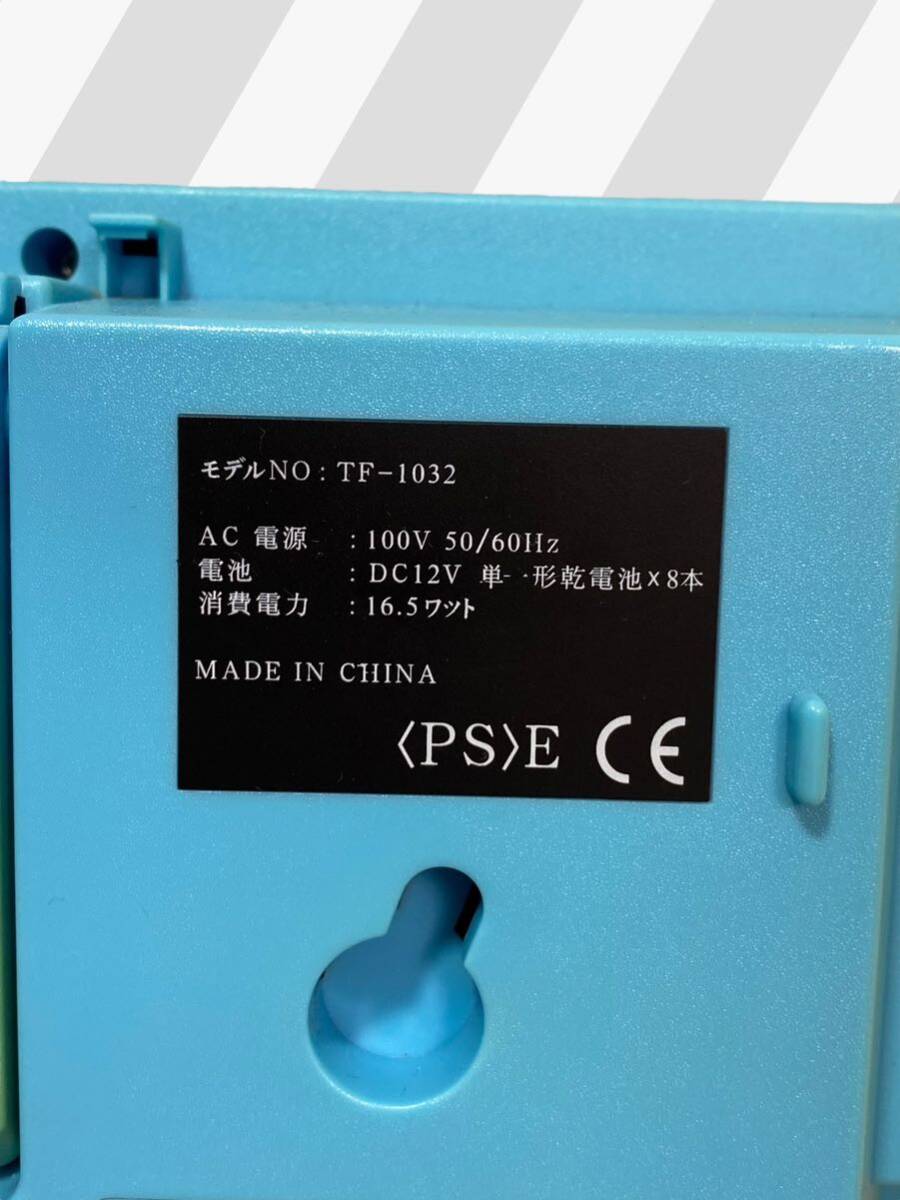 モデルNO : TF-1032
AC 電源 : 100V 50/60Hz
電池 : DC12V 単一形乾電池×8本
消費電力 : 16.5ワット
MADE IN CHINA
〈PS〉E CE